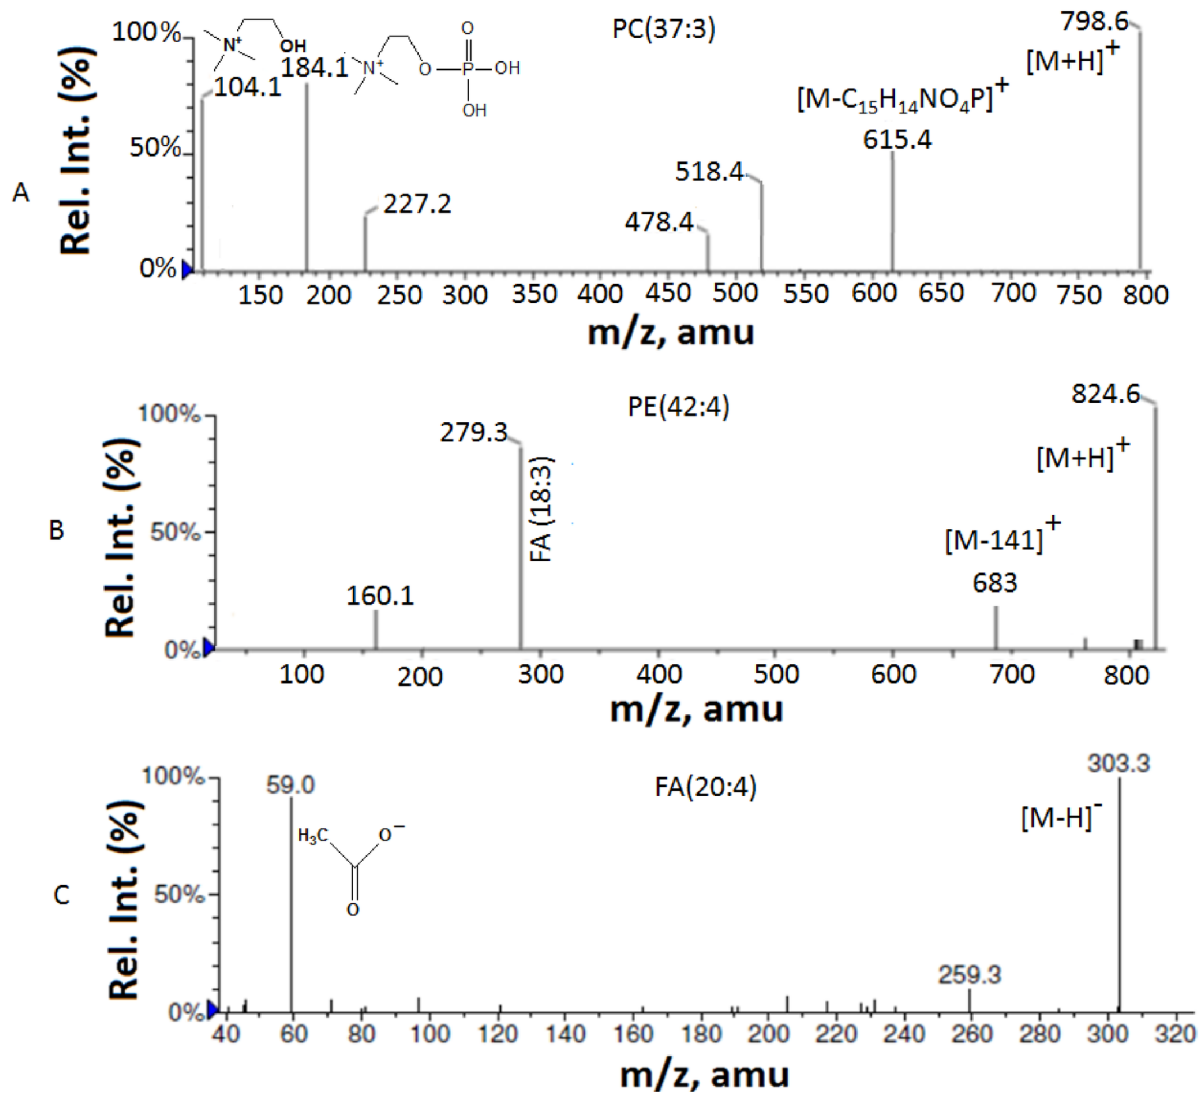 A
Rel. Int. (%)
100%
50%
0%
PC(37:3)
N⁺
OH
104.1
184.1
N⁺
O
P
O
OH
OH
227.2
478.4
518.4
[M-C₁₅H₁₄NO₄P]⁺
615.4
798.6
[M+H]⁺
150 200 250 300 350 400 450 500 550 600 650 700 750 800
m/z, amu
B
Rel. Int. (%)
100%
50%
0%
PE(42:4)
160.1
279.3
FA (18:3)
[M-141]⁺
683
824.6
[M+H]⁺
100 200 300 400 500 600 700 800
m/z, amu
C
Rel. Int. (%)
100%
50%
0%
FA(20:4)
59.0
H₃C
O⁻
O
259.3
303.3
[M-H]⁻
40 60 80 100 120 140 160 180 200 220 240 260 280 300 320
m/z, amu